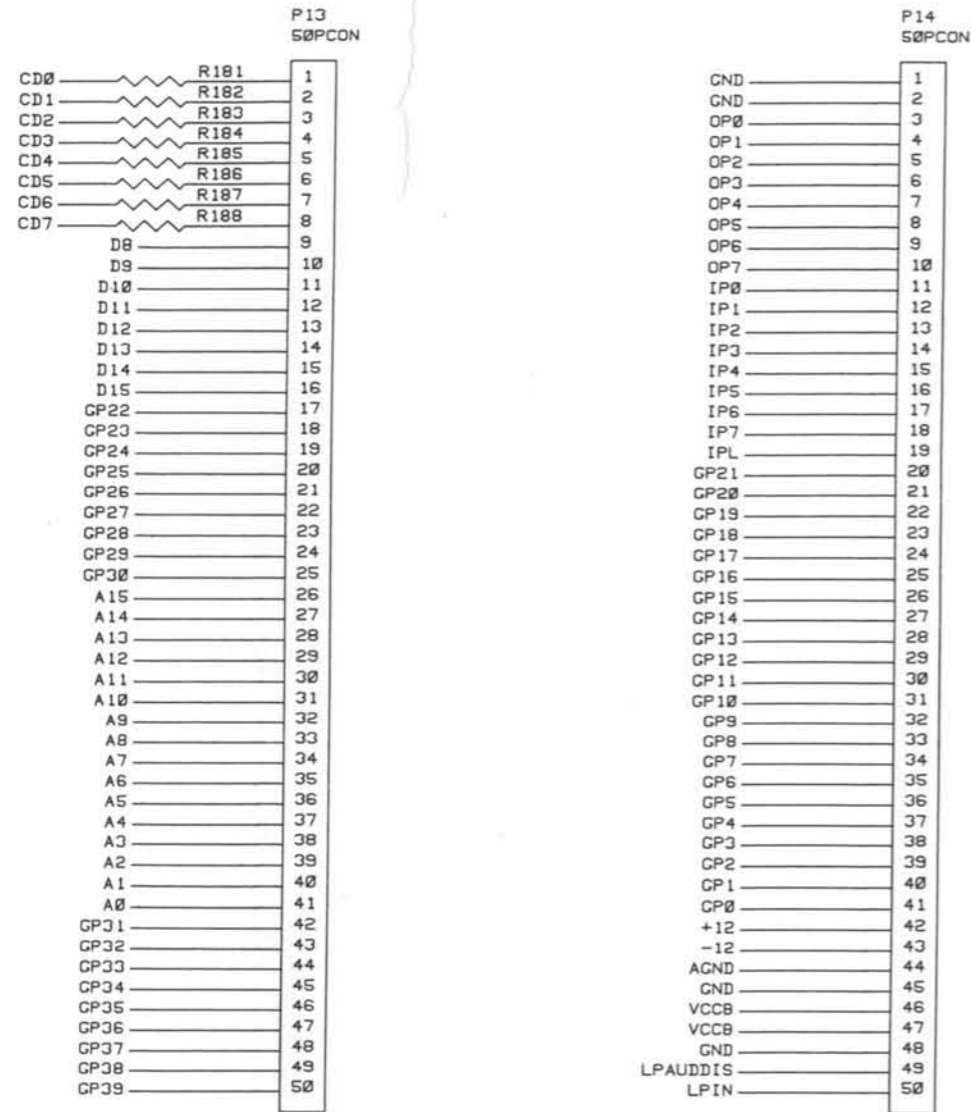 P13
50PCON
CD0 R181 1
CD1 R182 2
CD2 R183 3
CD3 R184 4
CD4 R185 5
CD5 R186 6
CD6 R187 7
CD7 R188 8
D8 9
D9 10
D10 11
D11 12
D12 13
D13 14
D14 15
D15 16
GP22 17
GP23 18
GP24 19
GP25 20
GP26 21
GP27 22
GP28 23
GP29 24
GP30 25
A15 26
A14 27
A13 28
A12 29
A11 30
A10 31
A9 32
A8 33
A7 34
A6 35
A5 36
A4 37
A3 38
A2 39
A1 40
A0 41
GP31 42
GP32 43
GP33 44
GP34 45
GP35 46
GP36 47
GP37 48
GP38 49
GP39 50
P14
50PCON
GND 1
GND 2
OP0 3
OP1 4
OP2 5
OP3 6
OP4 7
OP5 8
OP6 9
OP7 10
IP0 11
IP1 12
IP2 13
IP3 14
IP4 15
IP5 16
IP6 17
IP7 18
IPL 19
GP21 20
GP20 21
GP19 22
GP18 23
GP17 24
GP16 25
GP15 26
GP14 27
GP13 28
GP12 29
GP11 30
GP10 31
GP9 32
GP8 33
GP7 34
GP6 35
GP5 36
GP4 37
GP3 38
GP2 39
GP1 40
GP0 41
+12 42
-12 43
AGND 44
GND 45
VCCB 46
VCCB 47
GND 48
LPAUDDIS 49
LPIN 50